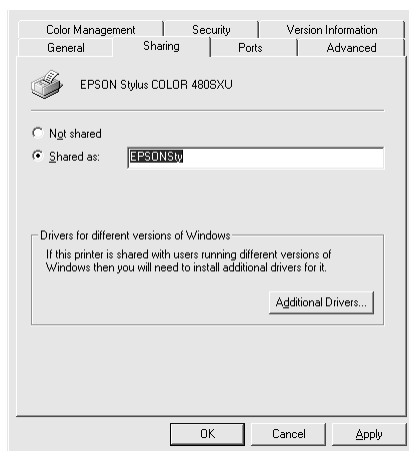 Color Management Security Version Information
General Sharing Ports Advanced
EPSON Stylus COLOR 480SXU
Not shared
Shared as: EPSONSty
Drivers for different versions of Windows
If this printer is shared with users running different versions of
Windows then you will need to install additional drivers for it.
Additional Drivers...
OK Cancel Apply